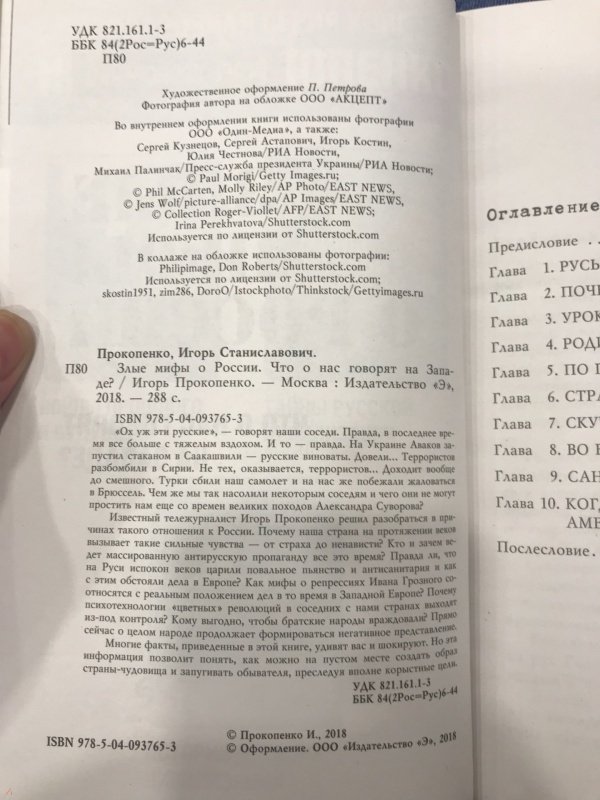 УДК 821.161.1-3
ББК 84(2Рос=Рус)6-44
П80
Художественное оформление П. Петрова
Фотография автора на обложке ООО «АКЦЕПТ»
Во внутреннем оформлении книги использованы фотографии
ООО «Один-Медиа», а также:
Сергей Кузнецов, Сергей Астапович, Игорь Костин,
Юлия Честнова/РИА Новости,
Михаил Палинчак/Пресс-служба президента Украины/РИА Новости;
© Paul Morigi/Getty Images.ru;
© Phil McCarten, Molly Riley/AP Photo/EAST NEWS,
© Jens Wolf/picture-alliance/dpa/AP Images/EAST NEWS,
© Collection Roger-Viollet/AFP/EAST NEWS;
Irina Perekhvatova/Shutterstock.com
Используется по лицензии от Shutterstock.com
В коллаже на обложке использованы фотографии:
Philipimage, Don Roberts/Shutterstock.com
Используется по лицензии от Shutterstock.com;
skostin1951, zim286, DoroO/Istockphoto/Thinkstock/Gettyimages.ru
Прокопенко, Игорь Станиславович.
П80 Злые мифы о России. Что о нас говорят на Запа-
де? / Игорь Прокопенко. — Москва : Издательство «Э»,
2018. — 288 с.
ISBN 978-5-04-093765-3
«Ох уж эти русские», — говорят наши соседи. Правда, в последнее вре-
мя все больше с тяжелым вздохом. И то — правда. На Украине Аваков за-
пустил стаканом в Саакашвили — русские виноваты. Довели... Террористов
разбомбили в Сирии. Не тех, оказывается, террористов... Доходит вообще
до смешного. Турки сбили наш самолет и на нас же побежали жаловаться
в Брюссель. Чем же мы так насолили некоторым соседям и чего они не могут
простить нам еще со времен великих походов Александра Суворова?
Известный тележурналист Игорь Прокопенко решил разобраться в при-
чинах такого отношения к России. Почему наша страна на протяжении веков
вызывает такие сильные чувства — от страха до ненависти? Кто и зачем ве-
дет массированную антирусскую пропаганду все это время? Правда ли, что
на Руси испокон веков царили повальное пьянство и антисанитария и как
с этим обстояли дела в Европе? Как мифы о репрессиях Ивана Грозного со-
относятся с реальным положением дел в то время в Западной Европе? Почему
психотехнологии «цветных» революций в соседних с нами странах выходят
из-под контроля? Кому выгодно, чтобы братские народы враждовали? Прямо
сейчас о целом народе продолжает формироваться негативное представление.
Многие факты, приведенные в этой книге, удивят вас и шокируют. Но эта
информация позволит понять, как можно на пустом месте создать образ
страны-чудовища и запугивать обывателя, преследуя вполне корыстные цели.
УДК 821.161.1-3
ББК 84(2Рос=Рус)6-44
© Прокопенко И., 2018
ISBN 978-5-04-093765-3 © Оформление. ООО «Издательство «Э», 2018
Оглавление
Предисловие ..
Глава 1. РУСЬ
Глава 2. ПОЧЕ
Глава 3. УРОК
Глава 4. РОДИ
Глава 5. ПО
Глава 6. СТРА
Глава 7. СКУЧ
Глава 8. ВО
Глава 9. САН
Глава 10. КОГД
АМЕ
Послесловие.